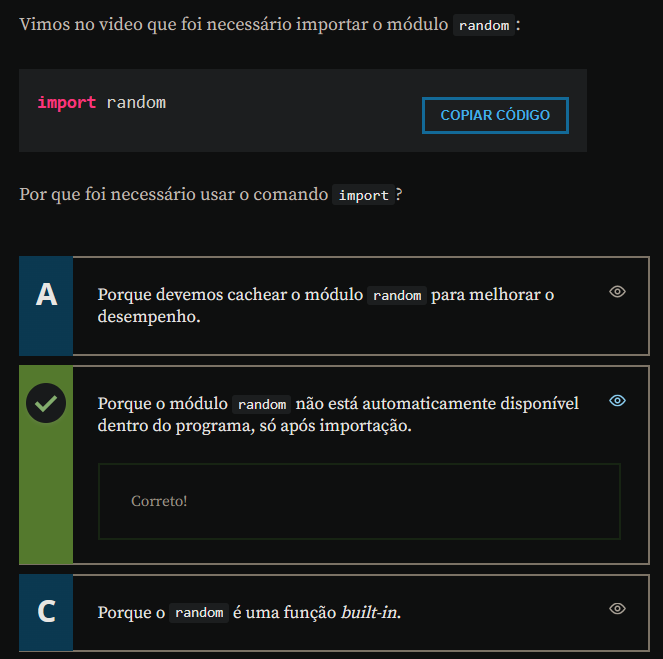 Vimos no video que foi necessário importar o módulo random:
import random
COPIAR CÓDIGO
Por que foi necessário usar o comando import?
A
Porque devemos cachear o módulo random para melhorar o
desempenho.
Porque o módulo random não está automaticamente disponível
dentro do programa, só após importação.
Correto!
C
Porque o random é uma função built-in.